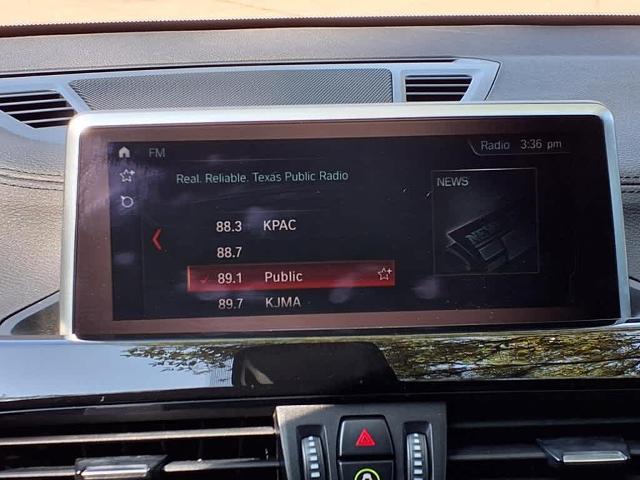 FM
Radio 3:36 pm
Real. Reliable. Texas Public Radio
NEWS
88.3 KPAC
88.7
89.1 Public
89.7 KJMA